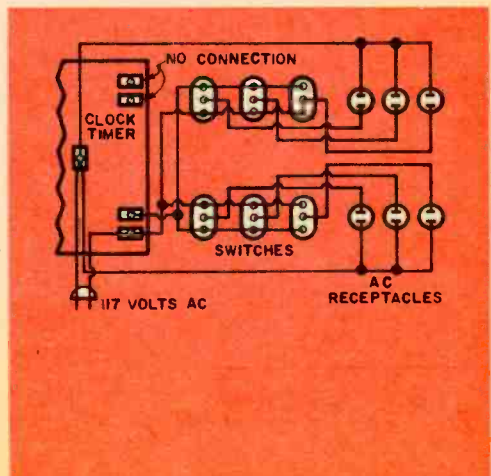 NO CONNECTION
CLOCK
TIMER
SWITCHES
AC
RECEPTACLES
117 VOLTS AC